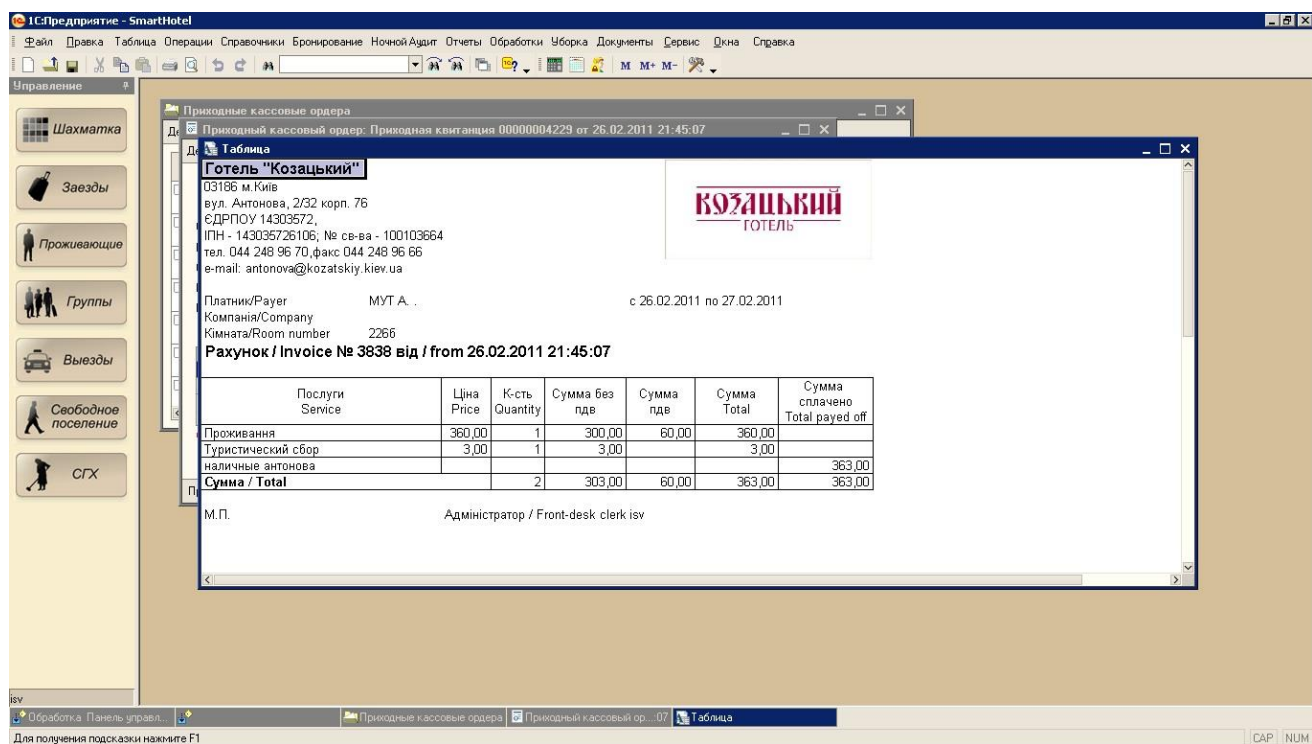 1С:Предприятие - SmartHotel
Файл Правка Таблица Операции Справочники Бронирование Ночной Аудит Отчеты Обработки Уборка Документы Сервис Окна Справка
M M+ M-
Управление
Приходные кассовые ордера
Приходный кассовый ордер: Приходная квитанция 00000004229 от 26.02.2011 21:45:07
Таблица
Шахматка
Заезды
Проживающие
Группы
Выезды
Свободное поселение
СГХ
Готель "Козацький"
03186 м.Київ
вул. Антонова, 2/32 корп. 76
ЄДРПОУ 14303572,
ІПН - 143035726106; № св-ва - 100103664
тел. 044 248 96 70,факс 044 248 96 66
e-mail: antonova@kozatskiy.kiev.ua
КОЗАЦЬКИЙ
ГОТЕЛЬ
Платник/Payer МУТ А. . с 26.02.2011 по 27.02.2011
Компанія/Company
Кімната/Room number 2266
Рахунок / Invoice № 3838 від / from 26.02.2011 21:45:07
Послуги Service Ціна Price К-сть Quantity Сумма без пдв Сумма пдв Сумма Total Сумма сплачено Total payed off
Проживання 360,00 1 300,00 60,00 360,00
Туристический сбор 3,00 1 3,00 3,00
наличные антонова 363,00
Сумма / Total 2 303,00 60,00 363,00 363,00
М.П. Адміністратор / Front-desk clerk isv
isv
Обработка Панель управл... Приходные кассовые ордера Приходный кассовый ор...:07 Таблица
Для получения подсказки нажмите F1 CAP NUM